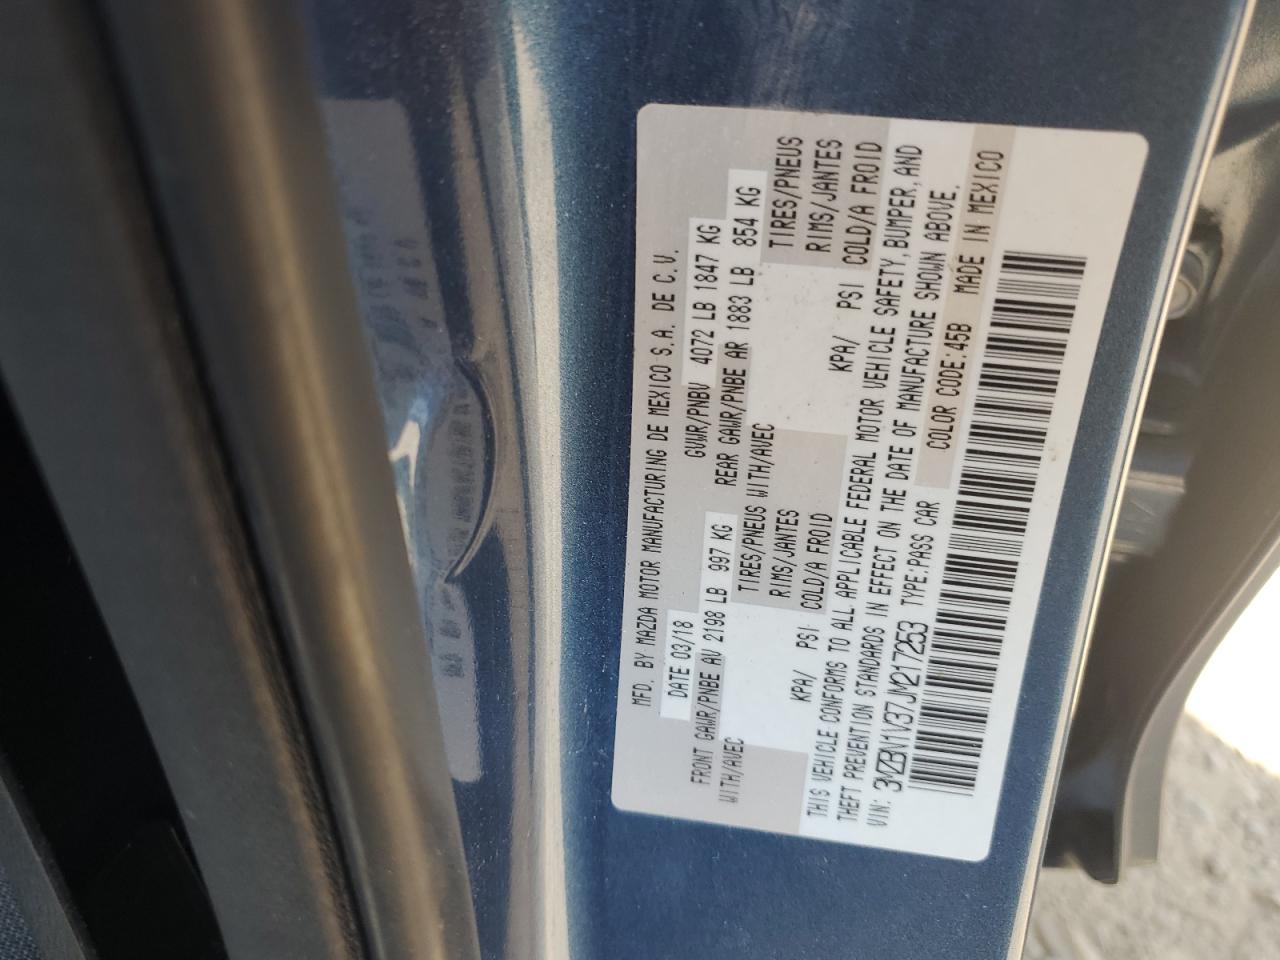 MFD. BY MAZDA MOTOR MANUFACTURING DE MEXICO S.A. DE C.V.
DATE 03/18 GVWR/PNBV 4072 LB 1847 KG
FRONT GAWR/PNBE AV 2198 LB 997 KG REAR GAWR/PNBE AR 1883 LB 854 KG
WITH/AVEC TIRES/PNEUS WITH/AVEC TIRES/PNEUS
RIMS/JANTES RIMS/JANTES
KPA/ PSI COLD/A FROID KPA/ PSI COLD/A FROID
THIS VEHICLE CONFORMS TO ALL APPLICABLE FEDERAL MOTOR VEHICLE SAFETY, BUMPER, AND
THEFT PREVENTION STANDARDS IN EFFECT ON THE DATE OF MANUFACTURE SHOWN ABOVE.
VIN: 3MZBN1V37JM217253 TYPE:PASS CAR COLOR CODE:45B MADE IN MEXICO